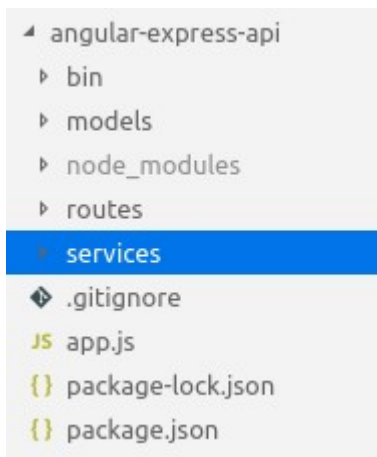 angular-express-api
bin
models
node_modules
routes
services
.gitignore
JS app.js
{} package-lock.json
{} package.json